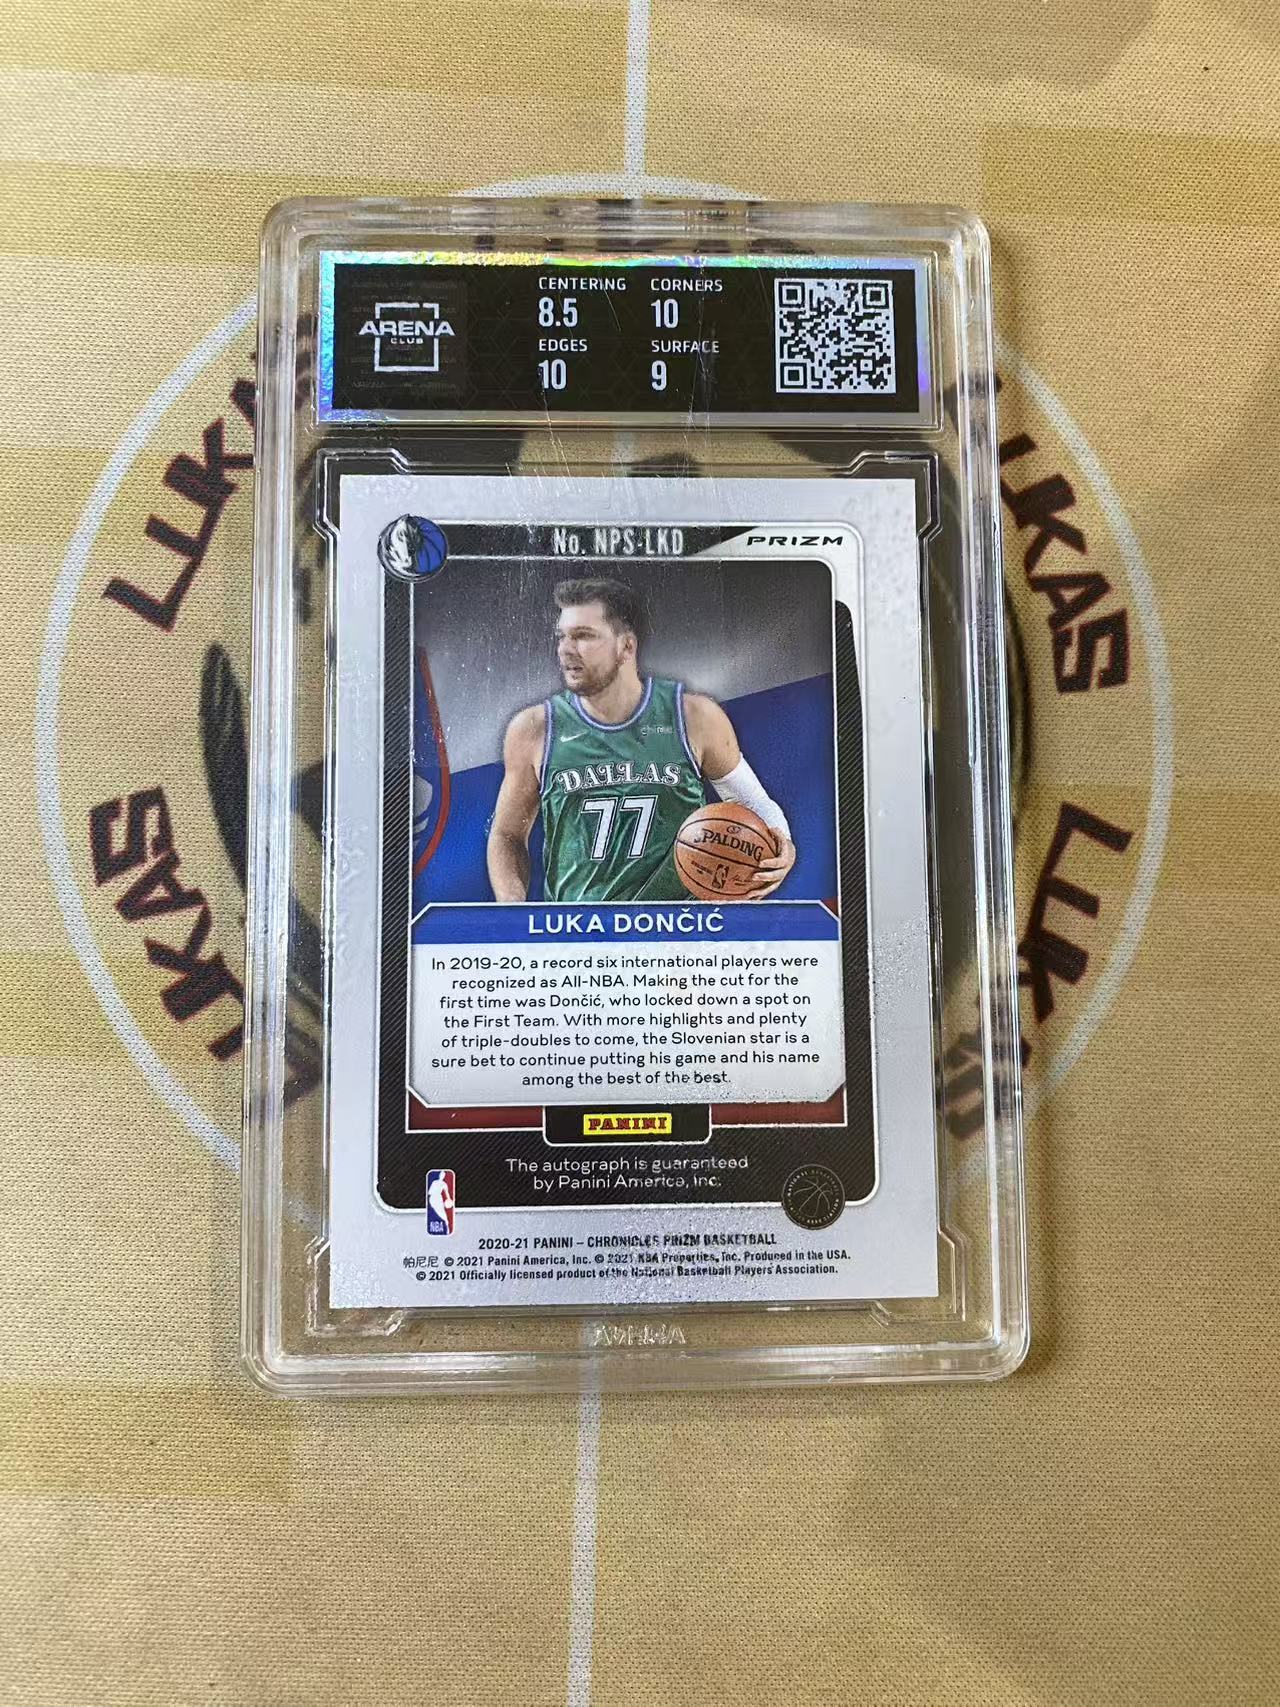 CENTERING CORNERS
8.5 10
EDGES SURFACE
10 9
ARENA
CLUB
No. NPS-LKD
PRIZM
DALLAS
77
SPALDING
LUKA DONČIĆ
In 2019-20, a record six international players were
recognized as All-NBA. Making the cut for the
first time was Dončić, who locked down a spot on
the First Team. With more highlights and plenty
of triple-doubles to come, the Slovenian star is a
sure bet to continue putting his game and his name
among the best of the best.
PANINI
The autograph is guaranteed
by Panini America, Inc.
NBA
2020-21 PANINI – CHRONICLES PRIZM BASKETBALL
帕尼尼 © 2021 Panini America, Inc. © 2021 NBA Properties, Inc. Produced in the USA.
© 2021 Officially licensed product of the National Basketball Players Association.
ARENA
LUKAS
LUKAS
LUKAS